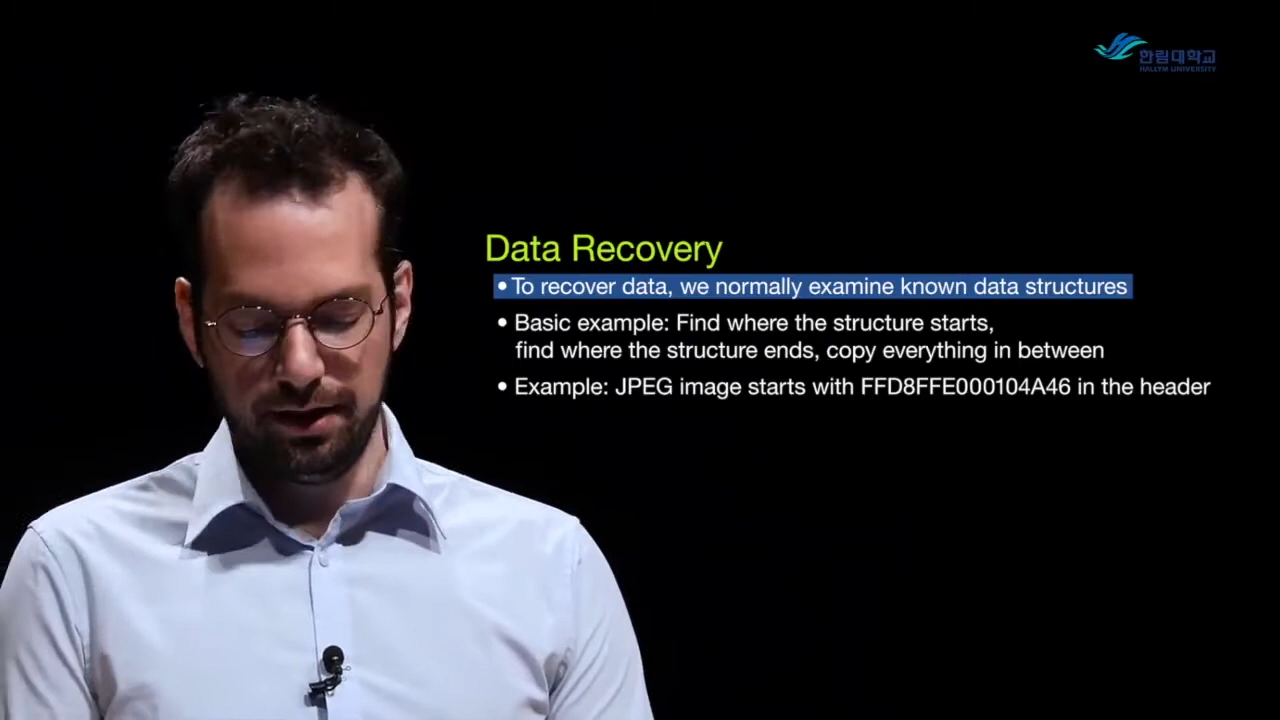 한림대학교
HALLYM UNIVERSITY
Data Recovery
• To recover data, we normally examine known data structures
• Basic example: Find where the structure starts,
find where the structure ends, copy everything in between
• Example: JPEG image starts with FFD8FFE000104A46 in the header